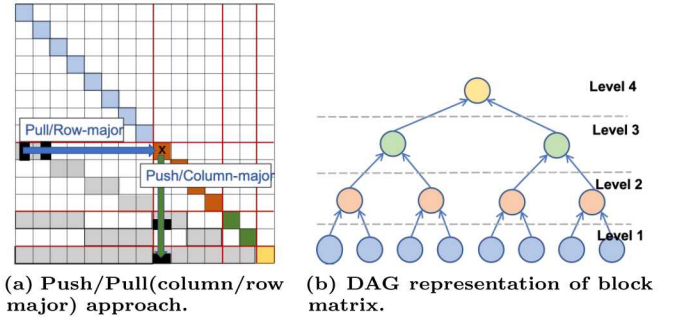 Pull/Row-major
x
Push/Column-major
(a) Push/Pull(column/row
major) approach.
Level 4
Level 3
Level 2
Level 1
(b) DAG representation of block
matrix.